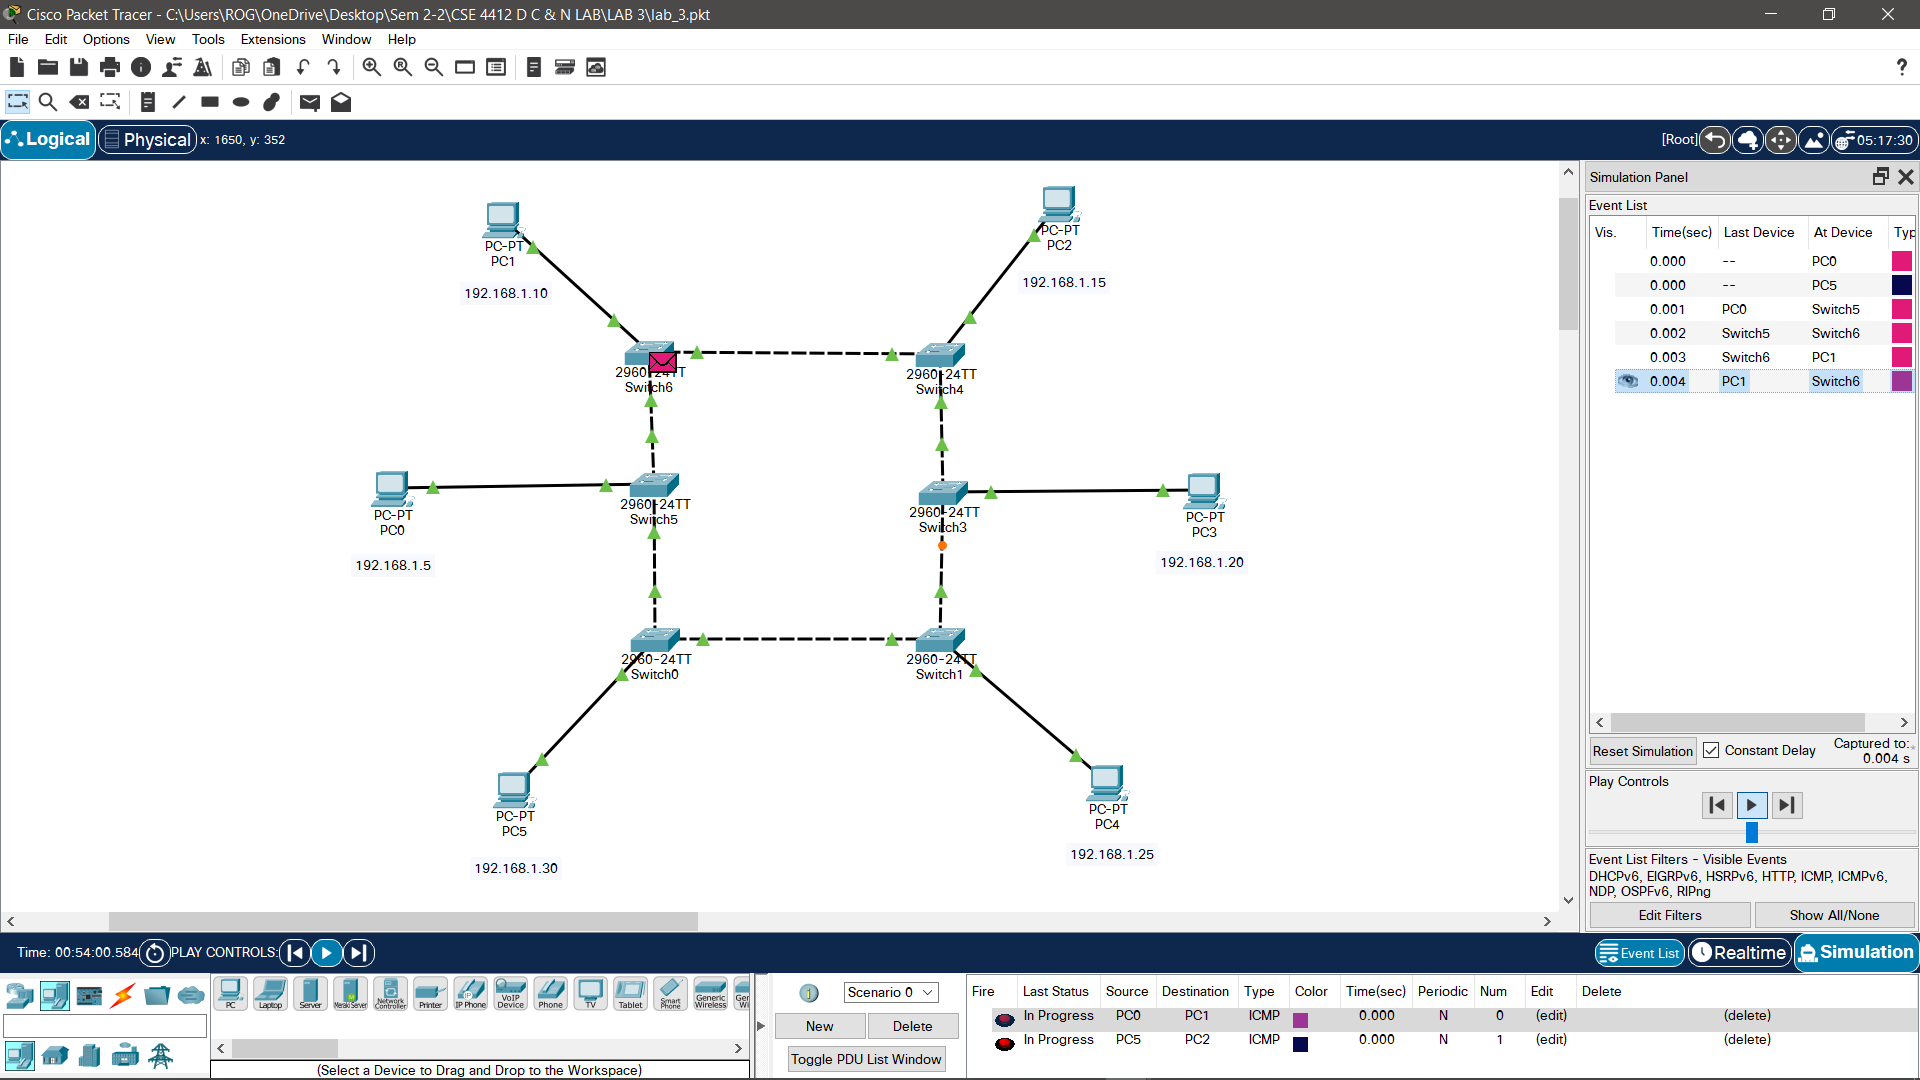 Cisco Packet Tracer - C:\Users\ROG\OneDrive\Desktop\Sem 2-2\CSE 4412 D C & N LAB\LAB 3\lab_3.pkt
File Edit Options View Tools Extensions Window Help
?
Logical Physical x: 1650, y: 352
[Root] 05:17:30
PC-PT
PC1
192.168.1.10
PC-PT
PC2
192.168.1.15
2960-24TT
Switch6
2960-24TT
Switch4
PC-PT
PC0
192.168.1.5
2960-24TT
Switch5
2960-24TT
Switch3
PC-PT
PC3
192.168.1.20
2960-24TT
Switch0
2960-24TT
Switch1
PC-PT
PC5
192.168.1.30
PC-PT
PC4
192.168.1.25
Simulation Panel
Event List
Vis. Time(sec) Last Device At Device Typ
0.000 -- PC0
0.000 -- PC5
0.001 PC0 Switch5
0.002 Switch5 Switch6
0.003 Switch6 PC1
0.004 PC1 Switch6
Reset Simulation Constant Delay Captured to:
0.004 s
Play Controls
Event List Filters - Visible Events
DHCPv6, EIGRPv6, HSRPv6, HTTP, ICMP, ICMPv6,
NDP, OSPFv6, RIPng
Edit Filters Show All/None
Time: 00:54:00.584 PLAY CONTROLS:
Event List Realtime Simulation
PC Laptop Server Meraki Server Network Controller Printer IP Phone VoIP Device Phone TV Tablet Smart Phone Generic Wireless Gen Wi
(Select a Device to Drag and Drop to the Workspace)
Scenario 0
New Delete
Toggle PDU List Window
Fire Last Status Source Destination Type Color Time(sec) Periodic Num Edit Delete
In Progress PC0 PC1 ICMP 0.000 N 0 (edit) (delete)
In Progress PC5 PC2 ICMP 0.000 N 1 (edit) (delete)